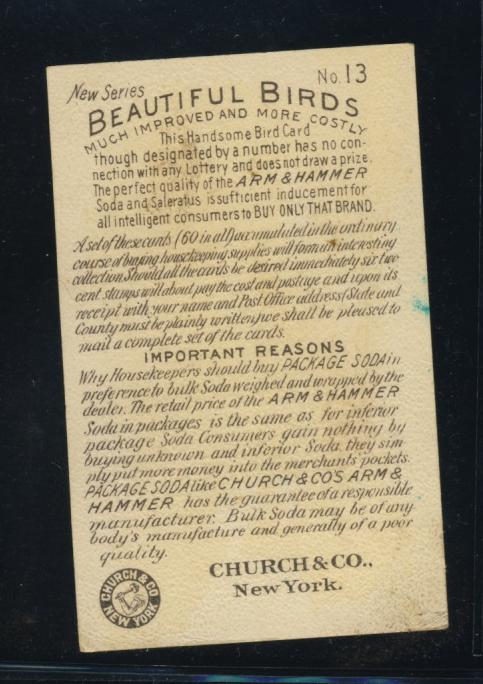 New Series
No. 13
BEAUTIFUL BIRDS
MUCH IMPROVED AND MORE COSTLY
This Handsome Bird Card
though designated by a number has no con-
nection with any Lottery and does not draw a prize.
The perfect quality of the ARM & HAMMER
Soda and Saleratus is sufficient inducement for
all intelligent consumers to BUY ONLY THAT BRAND.
A set of these cards (60 in all) accumulated in the ordinary
course of buying housekeeping supplies will form an interesting
collection. Should all the cards be desired immediately six two
cent stamps will about pay the cost and postage and upon its
receipt with your name and Post Office address (State and
County must be plainly written) we shall be pleased to
mail a complete set of the cards.
IMPORTANT REASONS
Why Housekeepers should buy PACKAGE SODA in
preference to bulk Soda weighed and wrapped by the
dealer. The retail price of the ARM & HAMMER
Soda in packages is the same as for inferior
package Soda Consumers gain nothing by
buying unknown and inferior Soda, they sim
ply put more money into the merchants' pockets.
PACKAGE SODA like CHURCH & CO'S ARM &
HAMMER has the guarantee of a responsible
manufacturer. Bulk Soda may be of any
body's manufacture and generally of a poor
quality.
CHURCH & CO.,
New York.
CHURCH & CO
NEW YORK